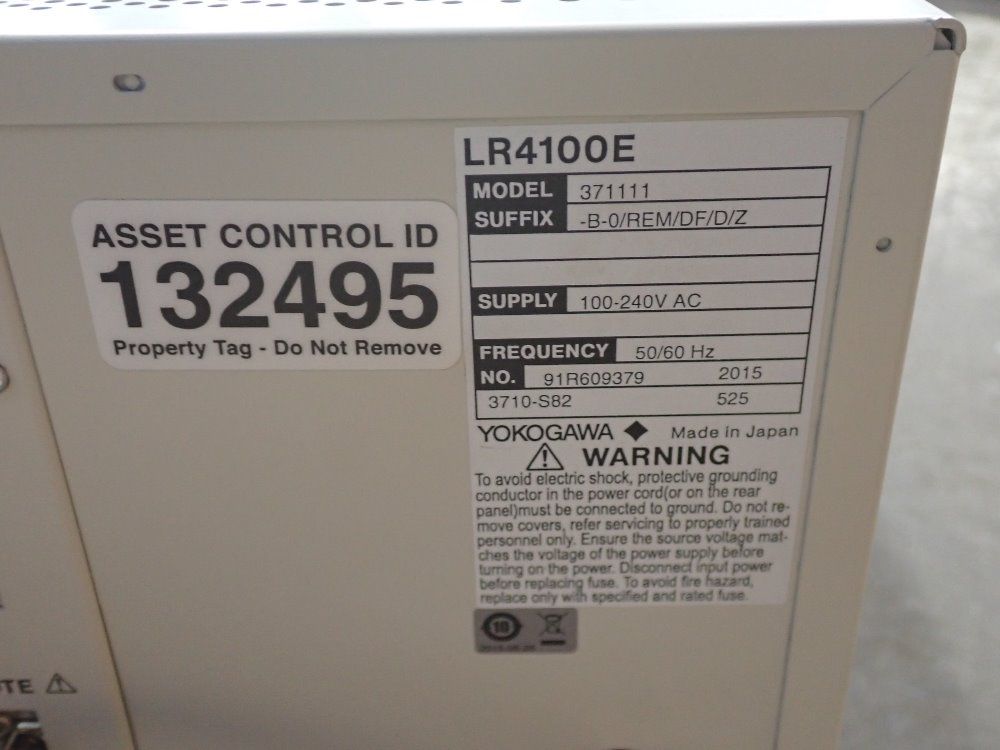 ASSET CONTROL ID
132495
Property Tag - Do Not Remove
LR4100E
MODEL 371111
SUFFIX -B-0/REM/DF/D/Z
SUPPLY 100-240V AC
FREQUENCY 50/60 Hz
NO. 91R609379 2015
3710-S82 525
YOKOGAWA Made in Japan
WARNING
To avoid electric shock, protective grounding
conductor in the power cord(or on the rear
panel)must be connected to ground. Do not re-
move covers, refer servicing to properly trained
personnel only. Ensure the source voltage mat-
ches the voltage of the power supply before
turning on the power. Disconnect input power
before replacing fuse. To avoid fire hazard,
replace only with specified and rated fuse.
10